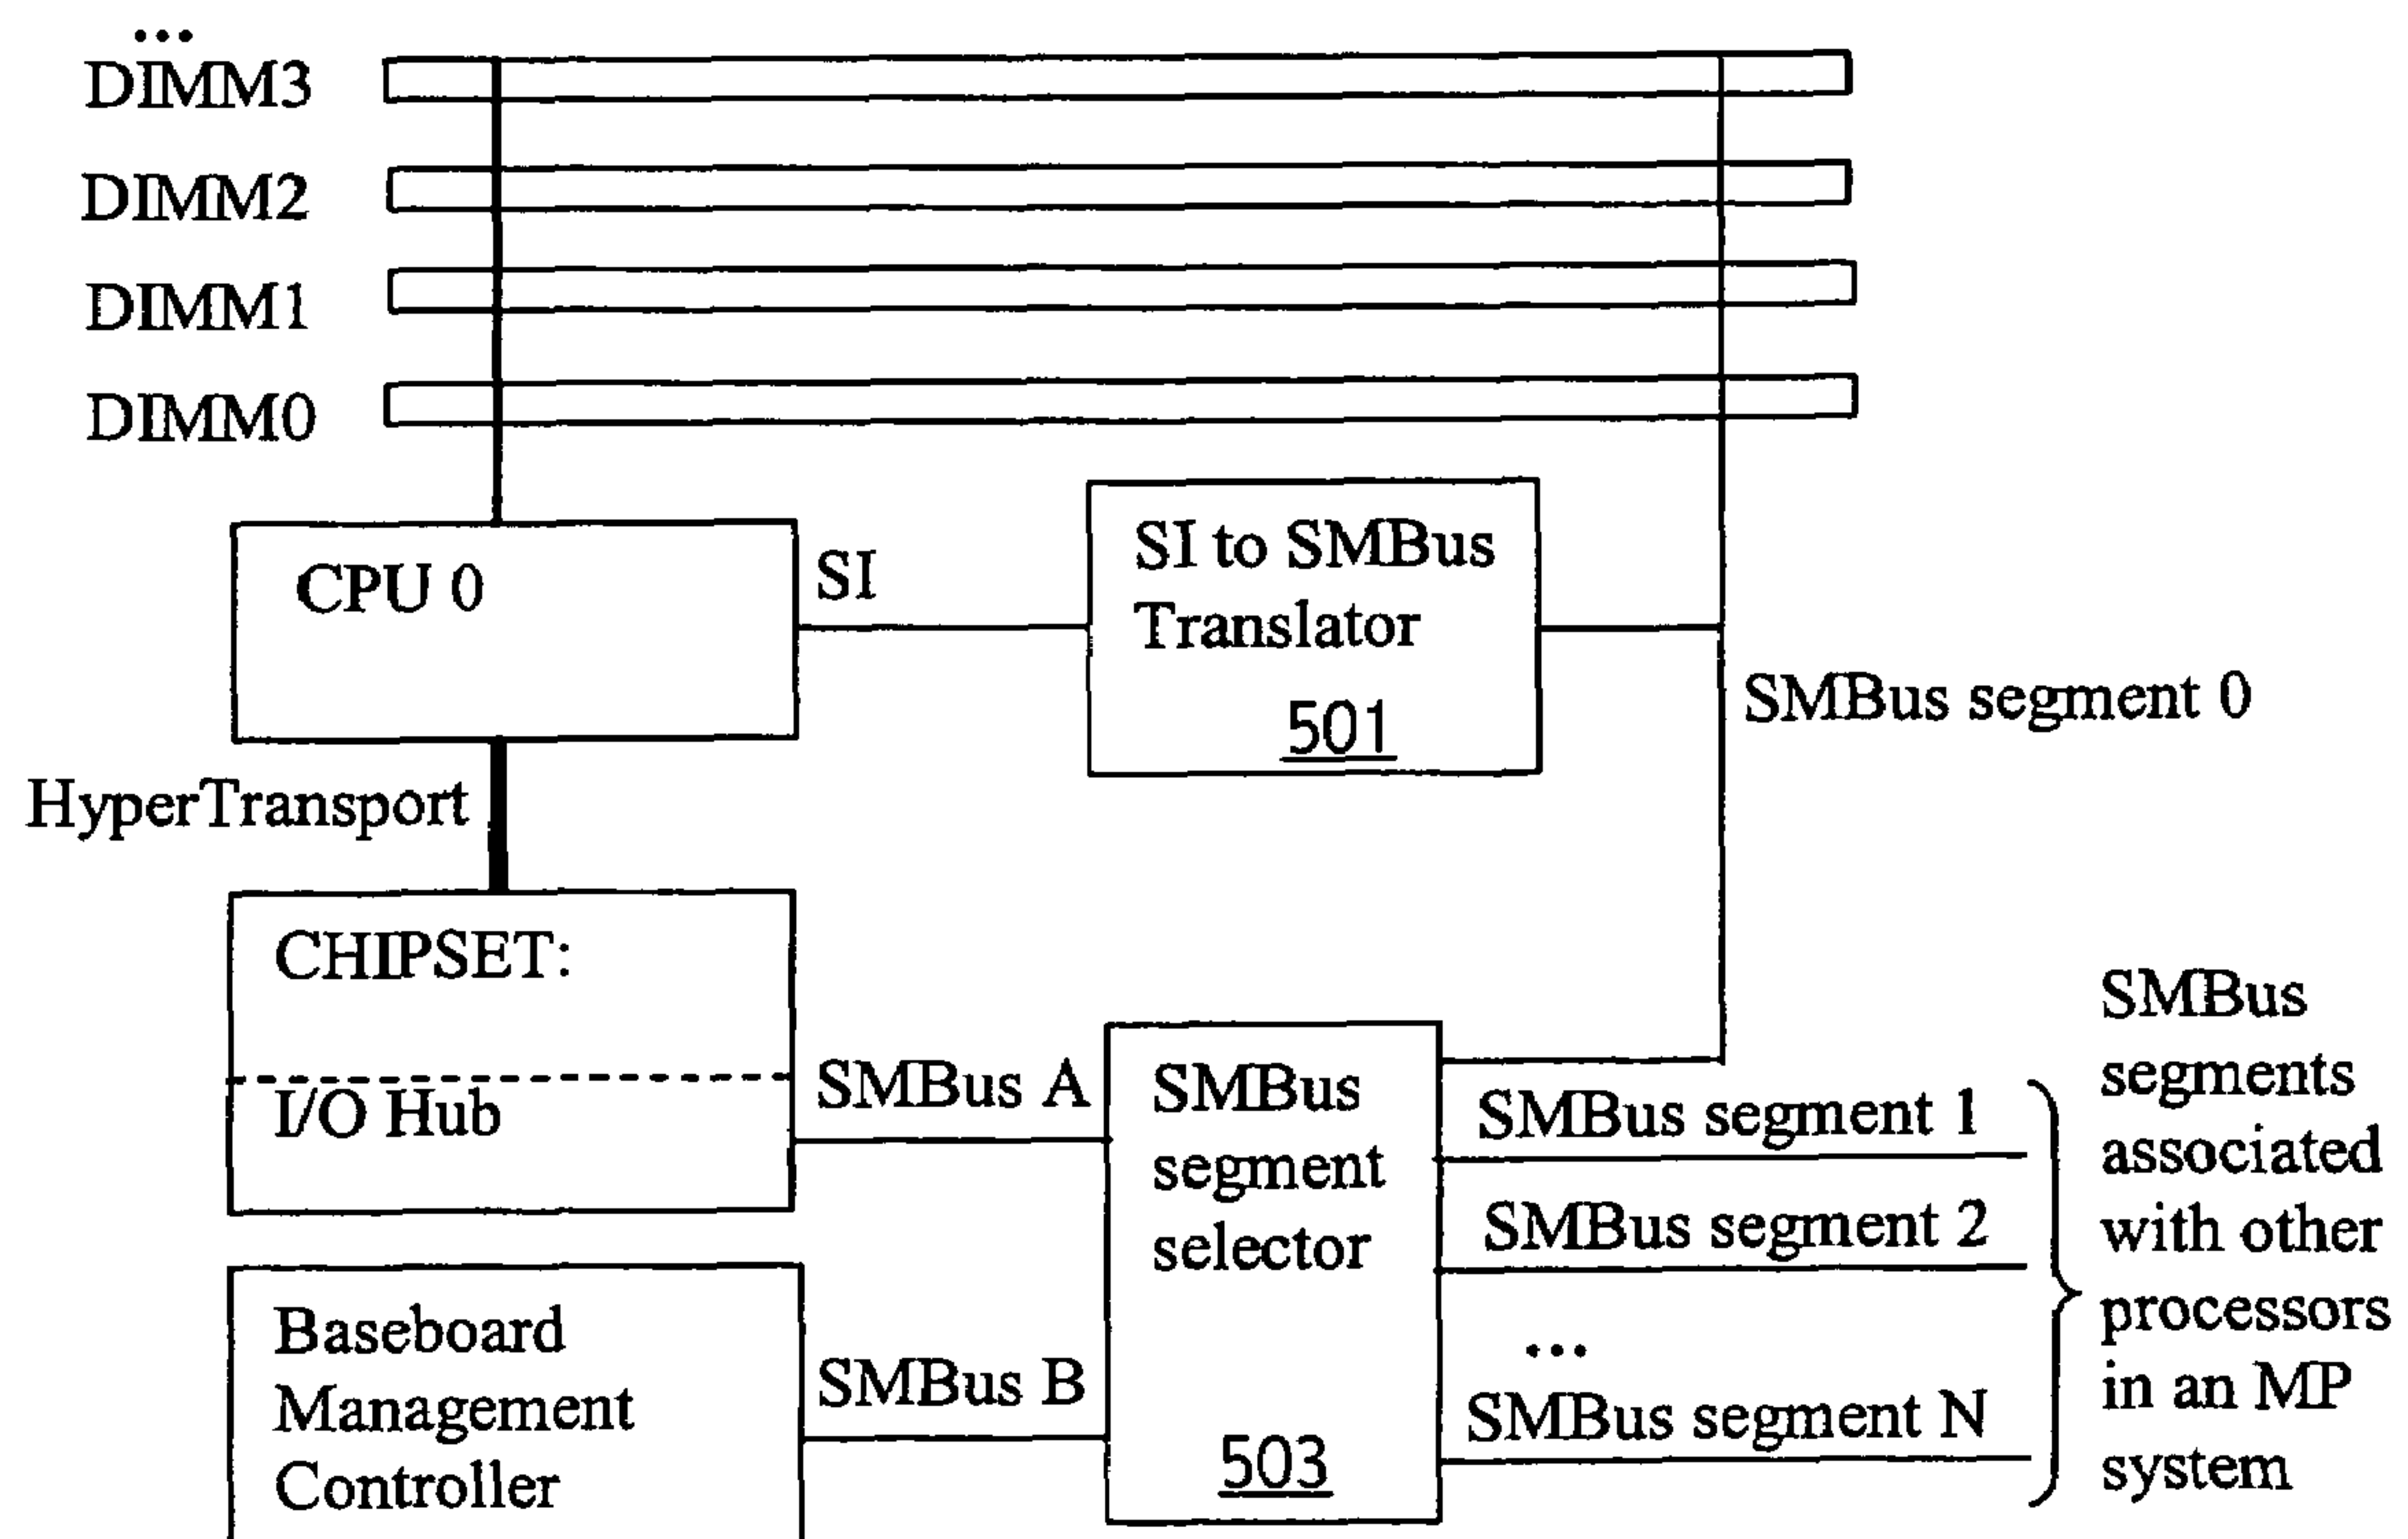 ...
DIMM3
DIMM2
DIMM1
DIMM0
CPU 0
SI
SI to SMBus
Translator
501
SMBus segment 0
HyperTransport
CHIPSET:
I/O Hub
SMBus A
SMBus
segment
selector
503
SMBus segment 1
SMBus segment 2
...
SMBus segment N
SMBus
segments
associated
with other
processors
in an MP
system
Baseboard
Management
Controller
SMBus B